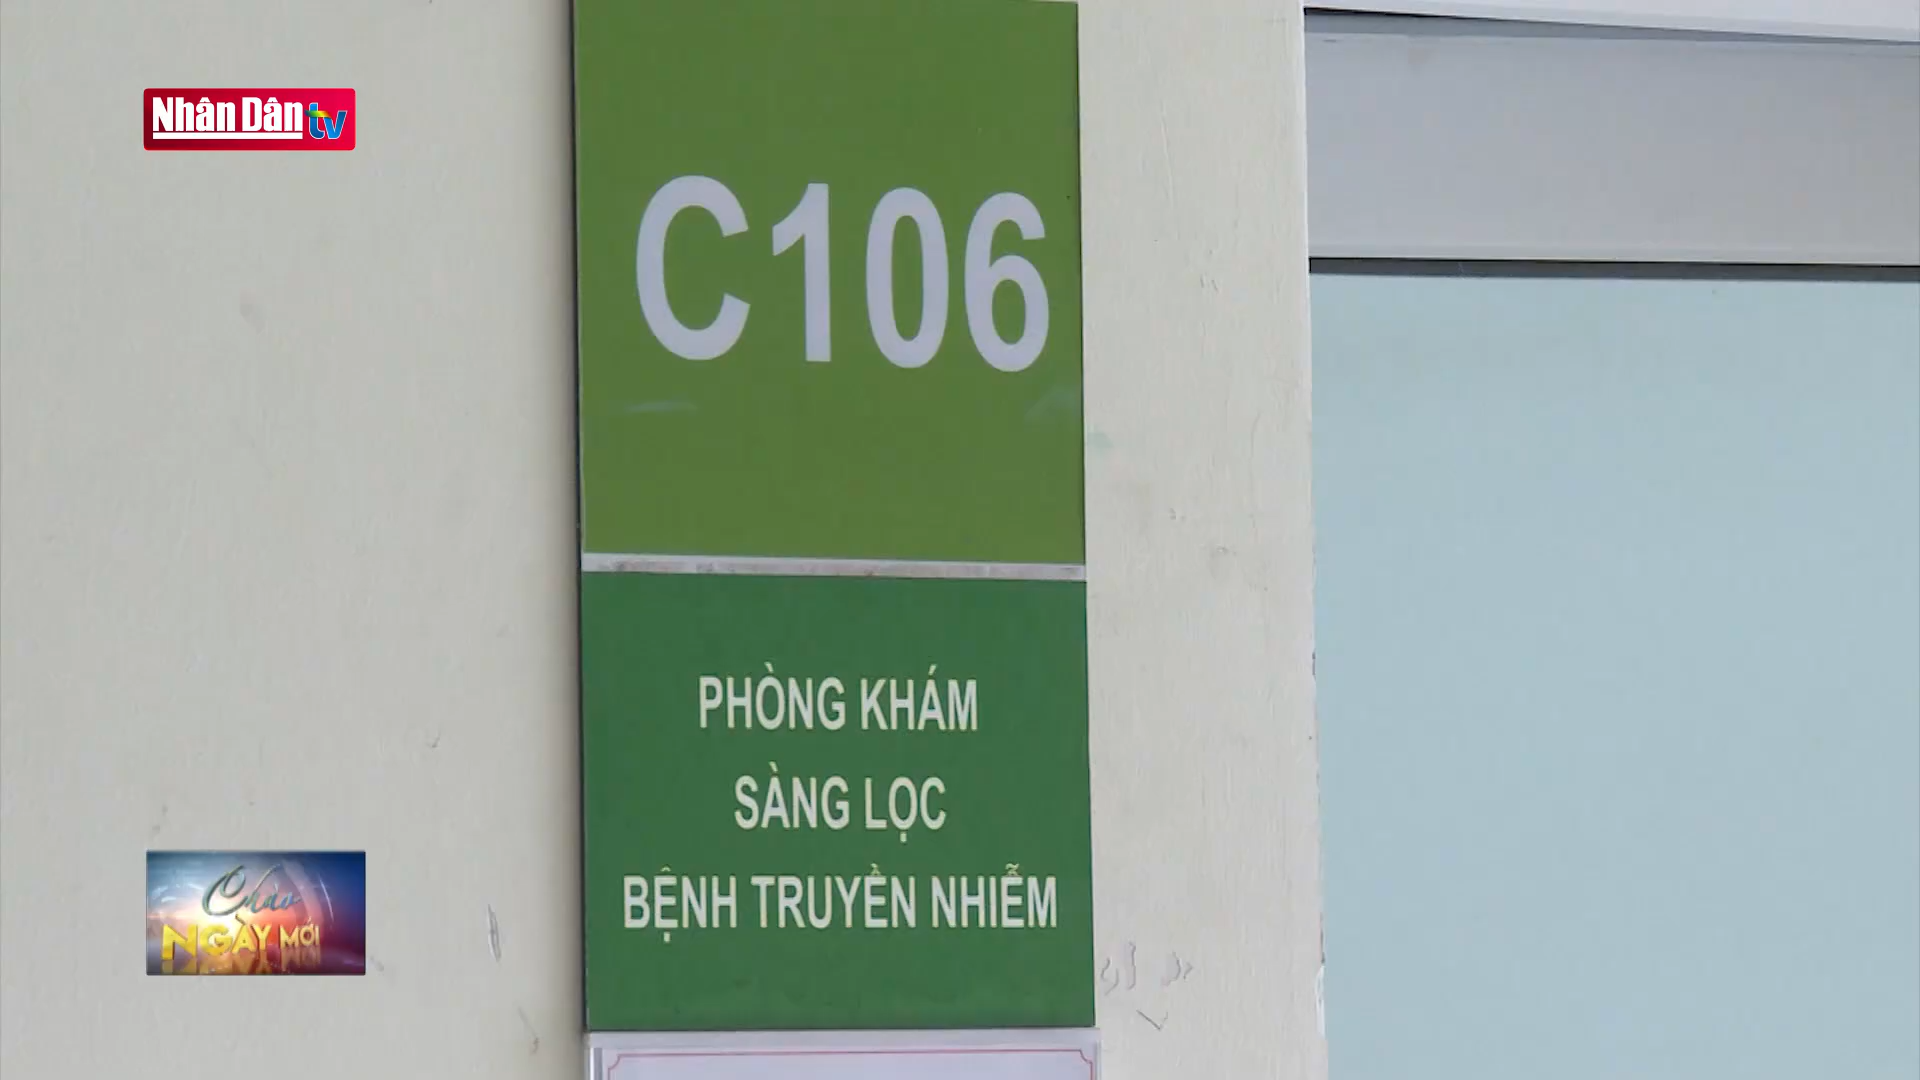 Nhân Dân tv
C106
PHÒNG KHÁM
SÀNG LỌC
BỆNH TRUYỀN NHIỄM
Chào
NGÀY MỚI